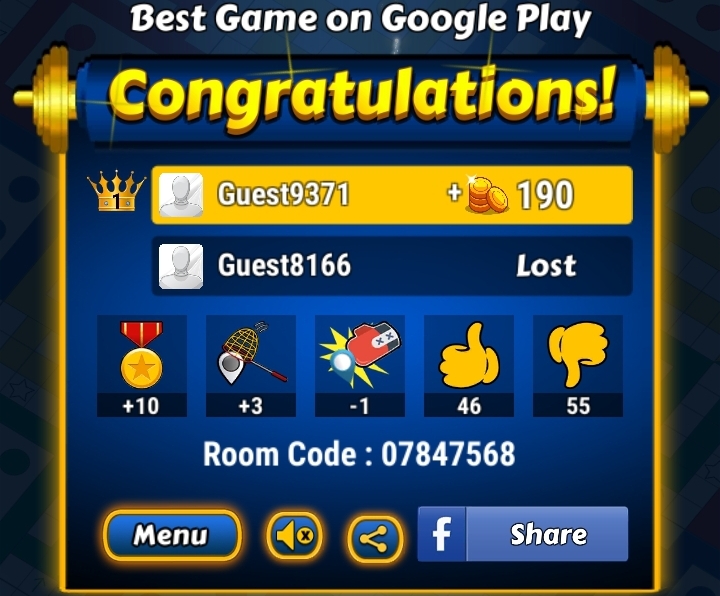 Best Game on Google Play
Congratulations!
1 Guest9371 + 190
Guest8166 Lost
+10 +3 -1 46 55
Room Code : 07847568
Menu f Share